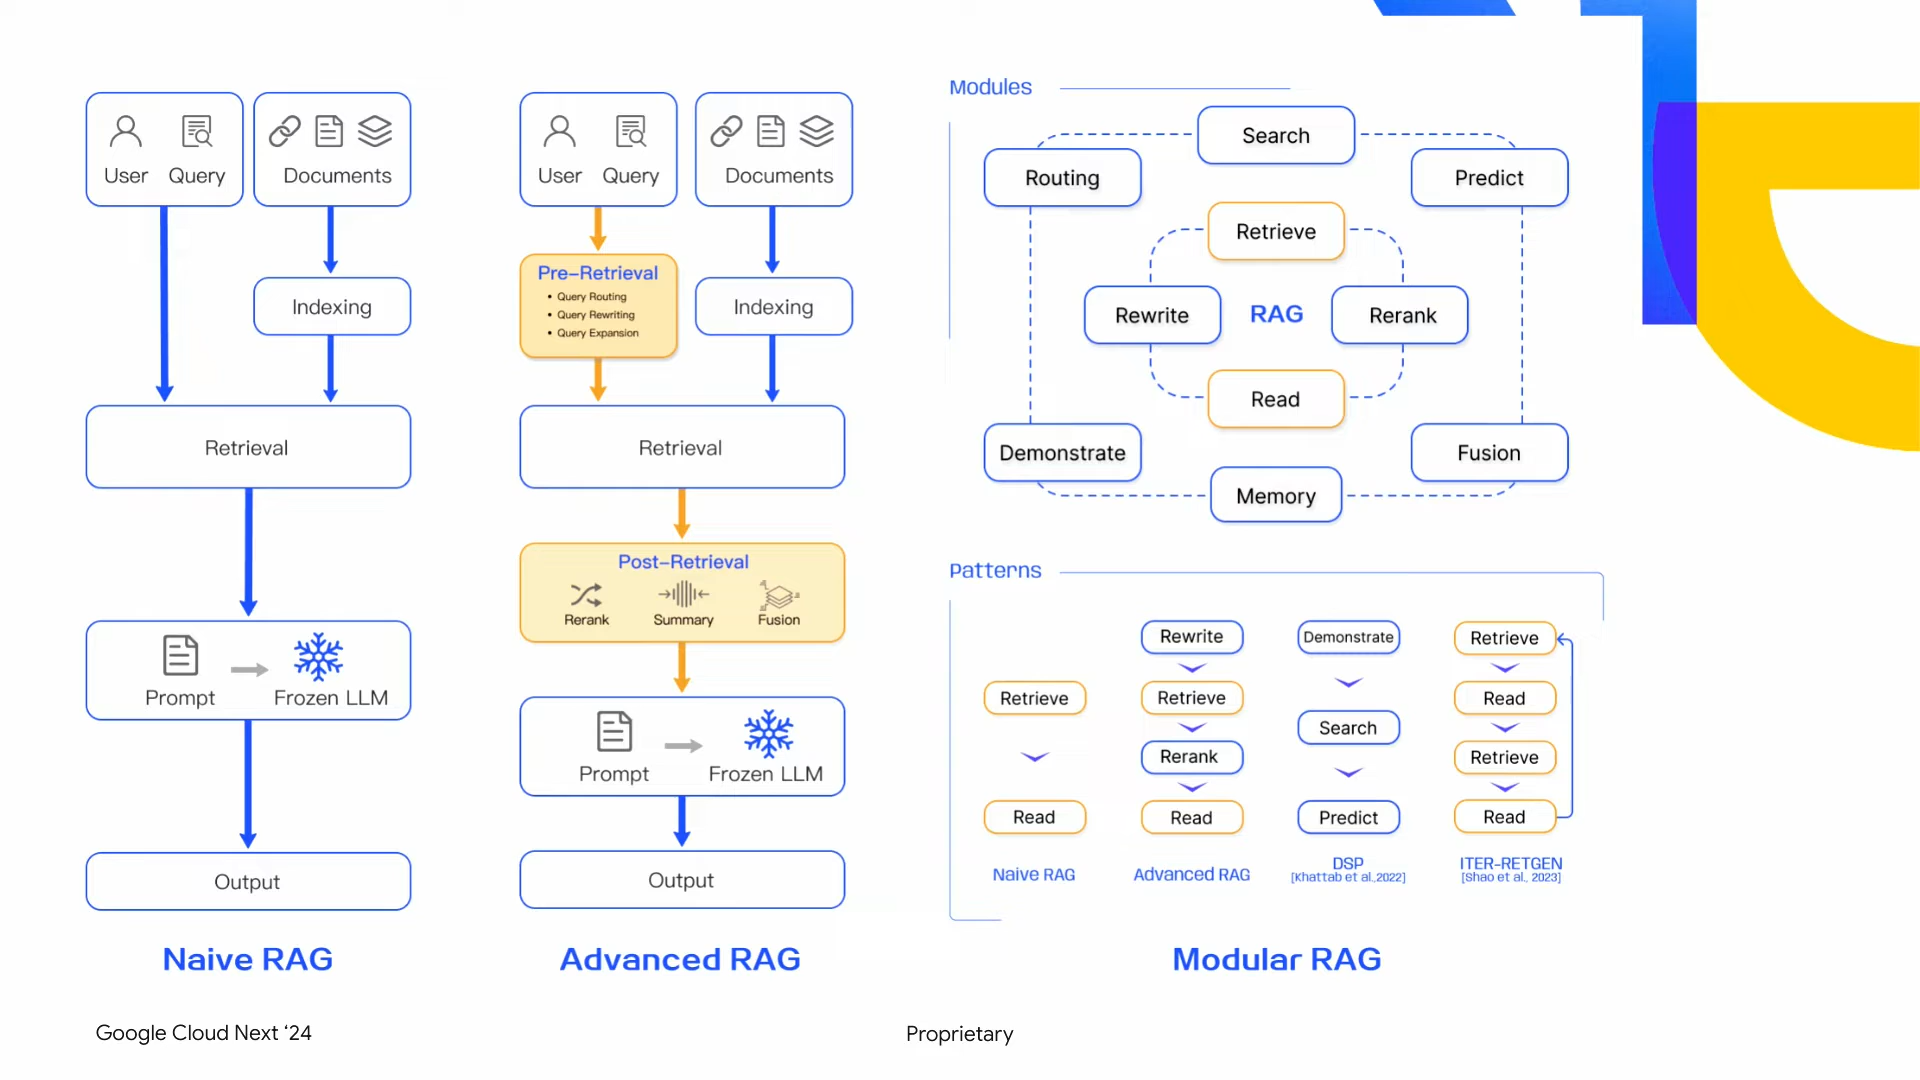 User Query
Documents
Indexing
Retrieval
Prompt
Frozen LLM
Output
Naive RAG
User Query
Documents
Pre-Retrieval
• Query Routing
• Query Rewriting
• Query Expansion
Indexing
Retrieval
Post-Retrieval
Rerank
Summary
Fusion
Prompt
Frozen LLM
Output
Advanced RAG
Modules
Search
Routing
Predict
Retrieve
Rewrite
RAG
Rerank
Read
Demonstrate
Fusion
Memory
Patterns
Retrieve
Read
Naive RAG
Rewrite
Retrieve
Rerank
Read
Advanced RAG
Demonstrate
Search
Predict
DSP
[Khattab et al.,2022]
Retrieve
Read
Retrieve
Read
ITER-RETGEN
[Shao et al., 2023]
Modular RAG
Google Cloud Next ‘24
Proprietary